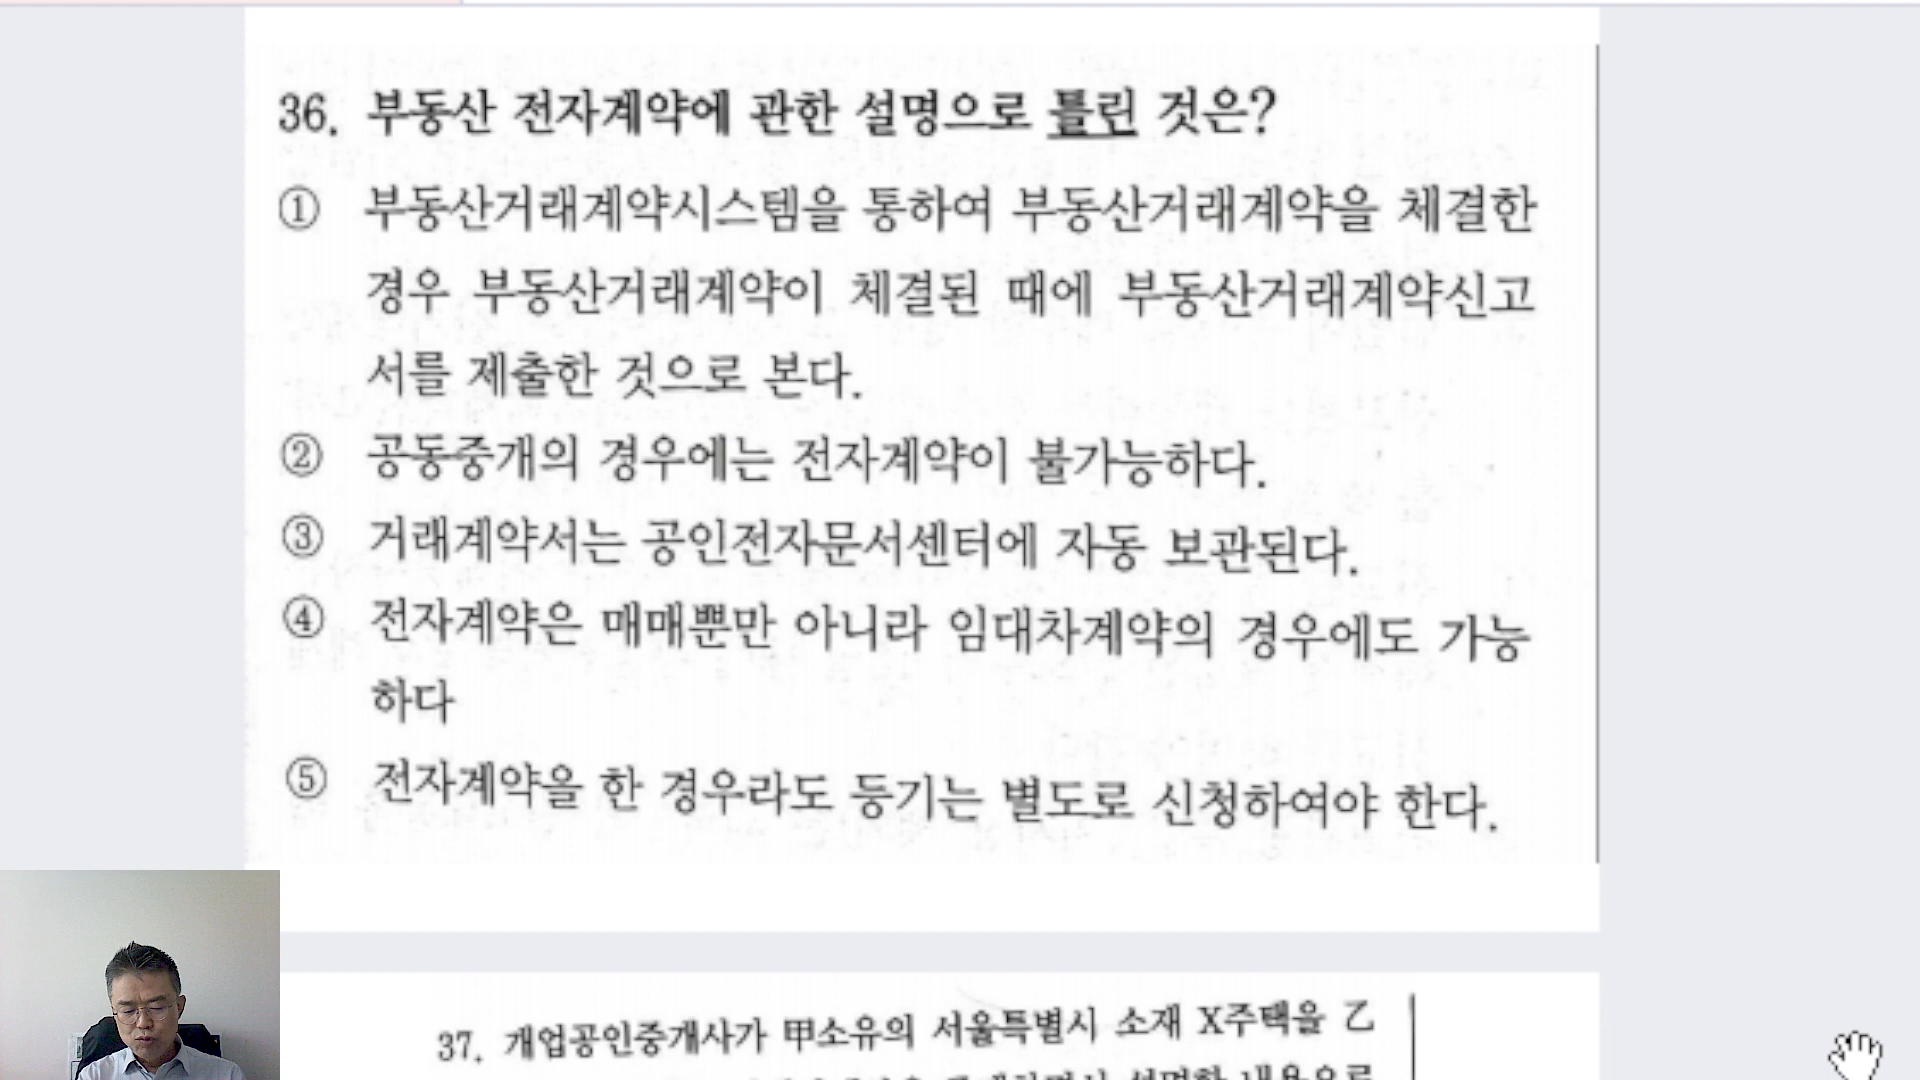 36. 부동산 전자계약에 관한 설명으로 틀린 것은?
① 부동산거래계약시스템을 통하여 부동산거래계약을 체결한
경우 부동산거래계약이 체결된 때에 부동산거래계약신고
서를 제출한 것으로 본다.
② 공동중개의 경우에는 전자계약이 불가능하다.
③ 거래계약서는 공인전자문서센터에 자동 보관된다.
④ 전자계약은 매매뿐만 아니라 임대차계약의 경우에도 가능
하다
⑤ 전자계약을 한 경우라도 등기는 별도로 신청하여야 한다.
37. 개업공인중개사가 甲소유의 서울특별시 소재 X주택을 乙